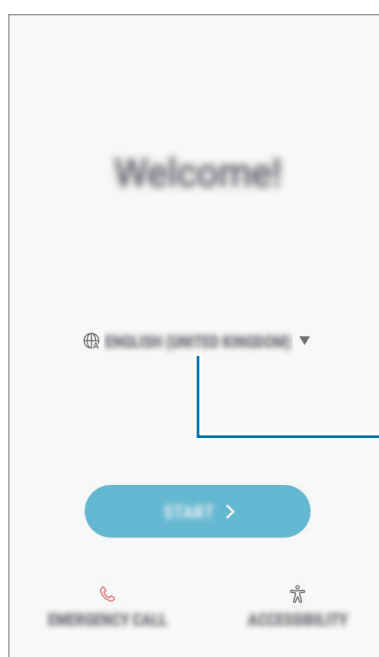 Welcome!
ENGLISH (UNITED KINGDOM)
START
EMERGENCY CALL
ACCESSIBILITY